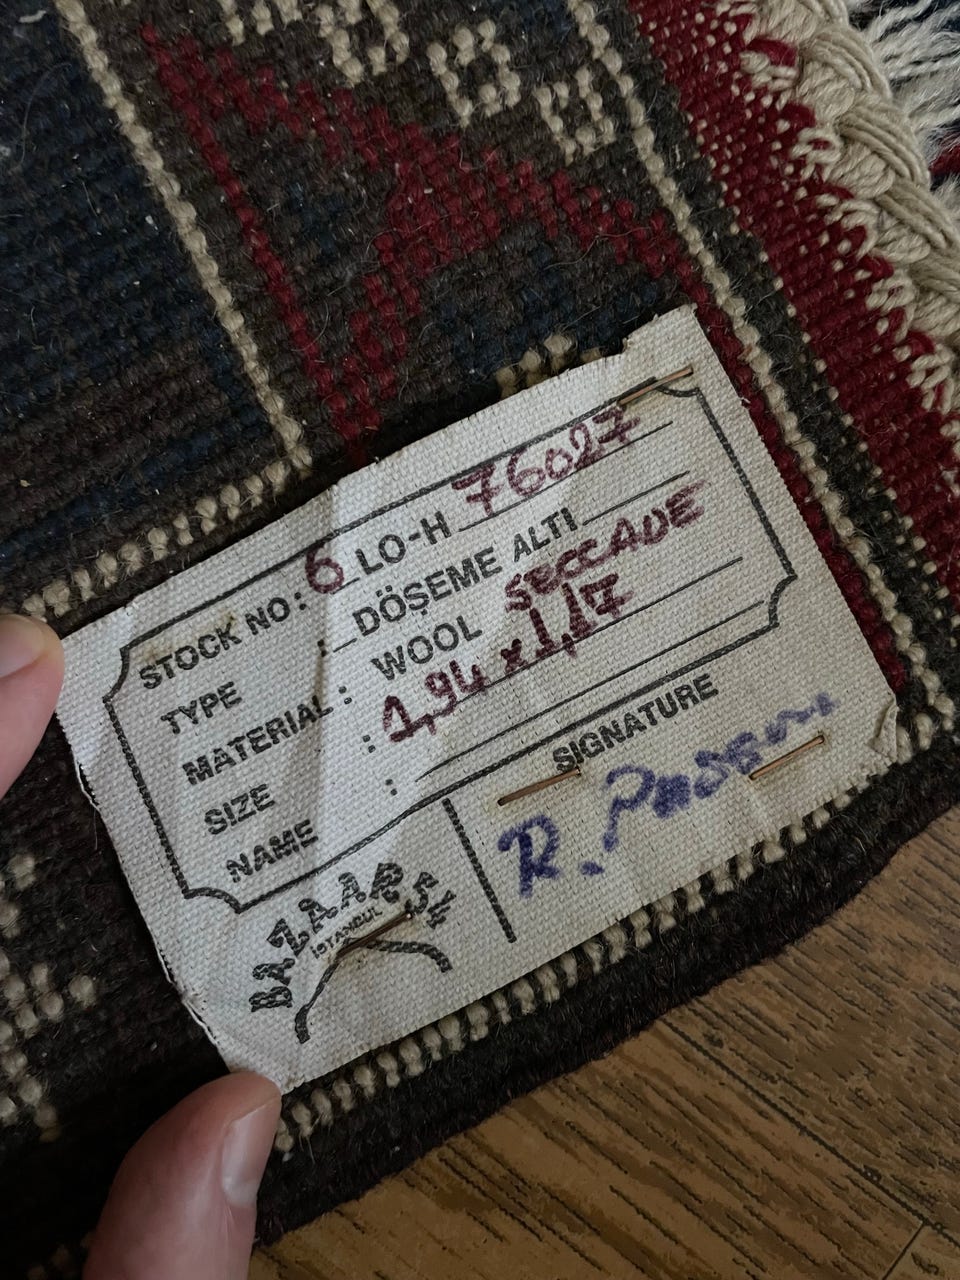 STOCK NO: 6 LO-H 76027
TYPE : DÖŞEME ALTI SECCADE
MATERIAL : WOOL
SIZE : 1,94 x 1,17
NAME :
SIGNATURE
R.
BAZAAR 54
ISTANBUL